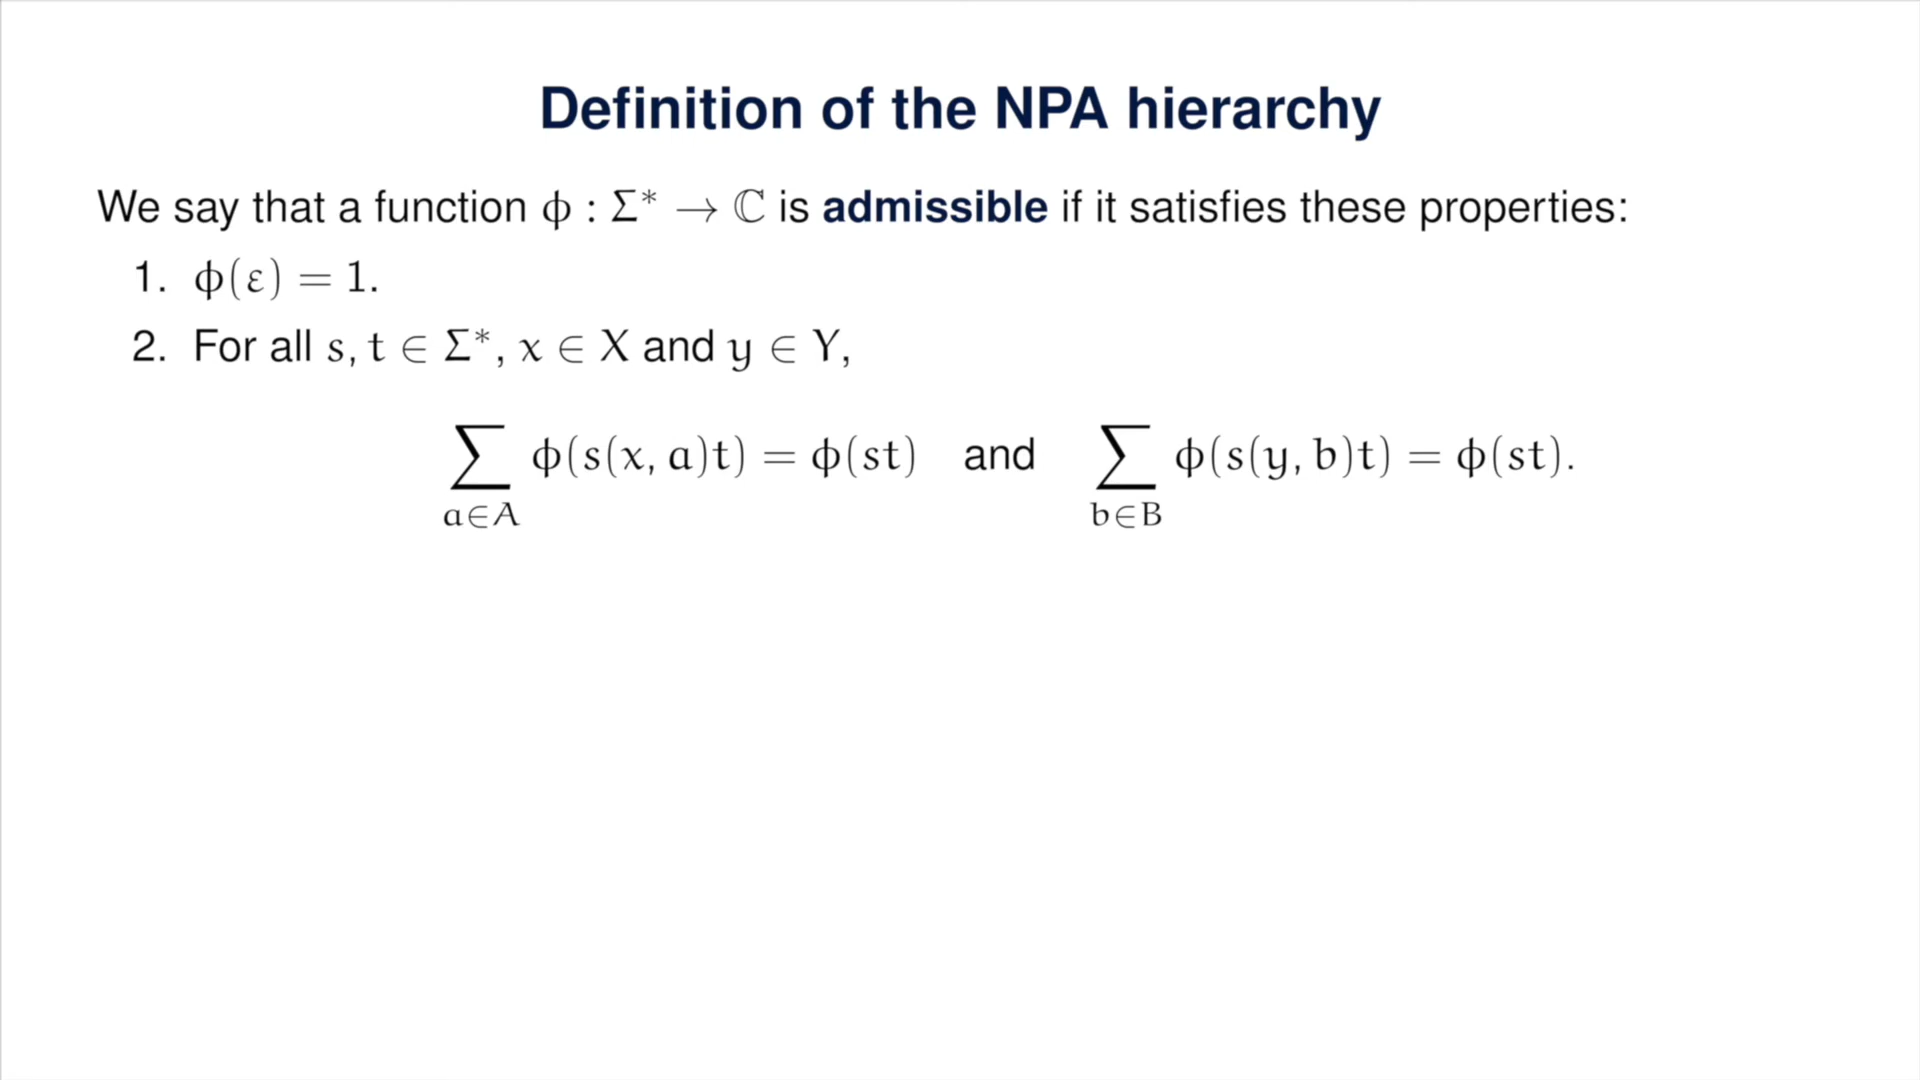 Definition of the NPA hierarchy
We say that a function ϕ : Σ* → ℂ is admissible if it satisfies these properties:
1. ϕ(ε) = 1.
2. For all s, t ∈ Σ*, x ∈ X and y ∈ Y,
∑ ϕ(s(x, a)t) = ϕ(st) and ∑ ϕ(s(y, b)t) = ϕ(st).
a∈A b∈B